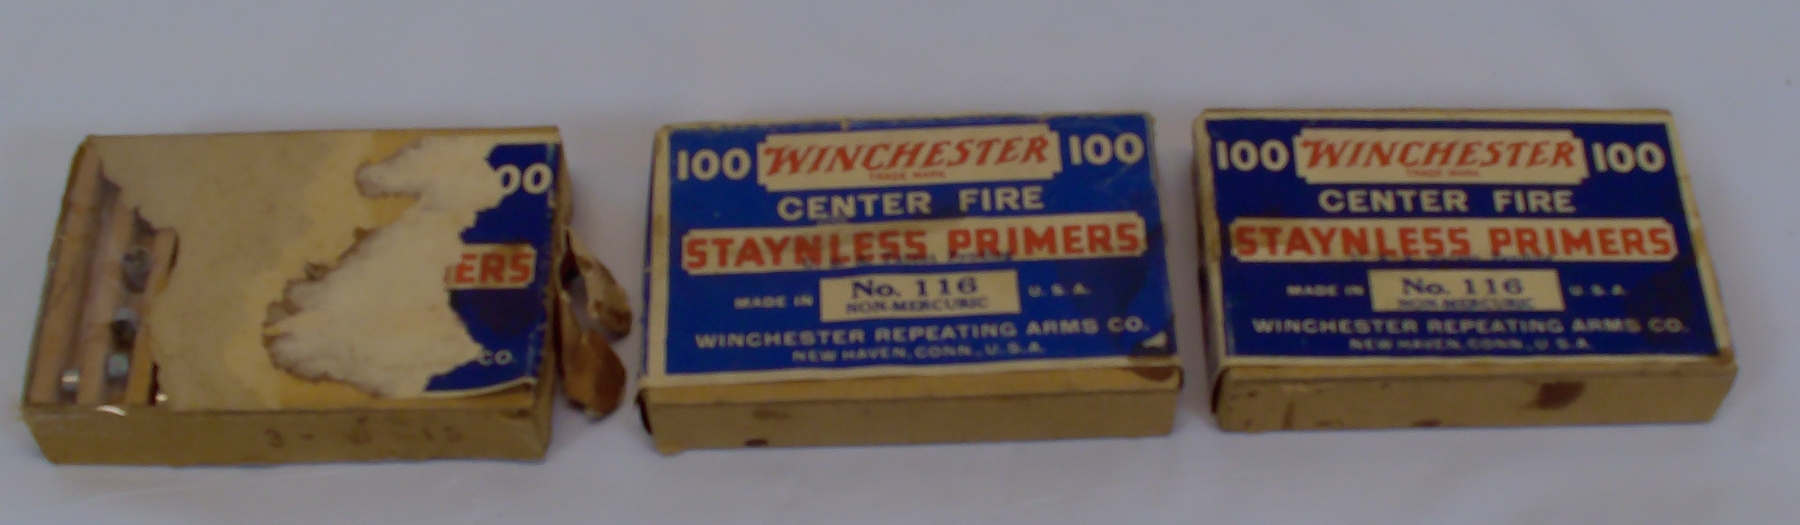 00
ERS
CO.
3 - 15
100 WINCHESTER 100
TRADE MARK
CENTER FIRE
STAYNLESS PRIMERS
MADE IN No. 116 U.S.A.
NON-MERCURIC
WINCHESTER REPEATING ARMS CO.
NEW HAVEN, CONN., U.S.A.
100 WINCHESTER 100
TRADE MARK
CENTER FIRE
STAYNLESS PRIMERS
MADE IN No. 116 U.S.A.
NON-MERCURIC
WINCHESTER REPEATING ARMS CO.
NEW HAVEN, CONN., U.S.A.